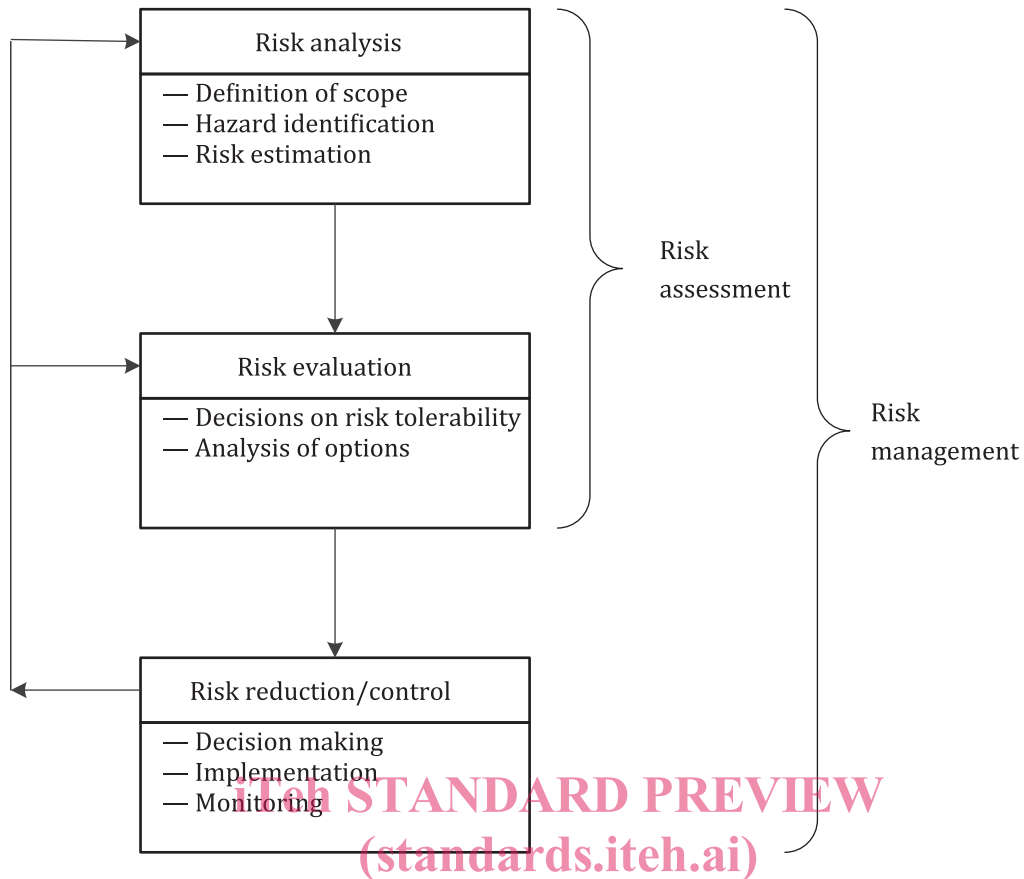 Risk analysis
— Definition of scope
— Hazard identification
— Risk estimation
Risk
assessment
Risk evaluation
— Decisions on risk tolerability
— Analysis of options
Risk
management
Risk reduction/control
— Decision making
— Implementation
— Monitoring
iTeh STANDARD PREVIEW
(standards.iteh.ai)